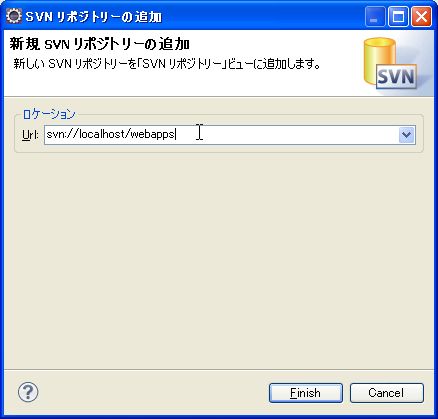 SVN リポジトリーの追加
新規 SVN リポジトリーの追加
新しい SVN リポジトリーを「SVN リポジトリー」ビューに追加します。
SVN
ロケーション
Url: svn://localhost/webapps
?
Finish Cancel